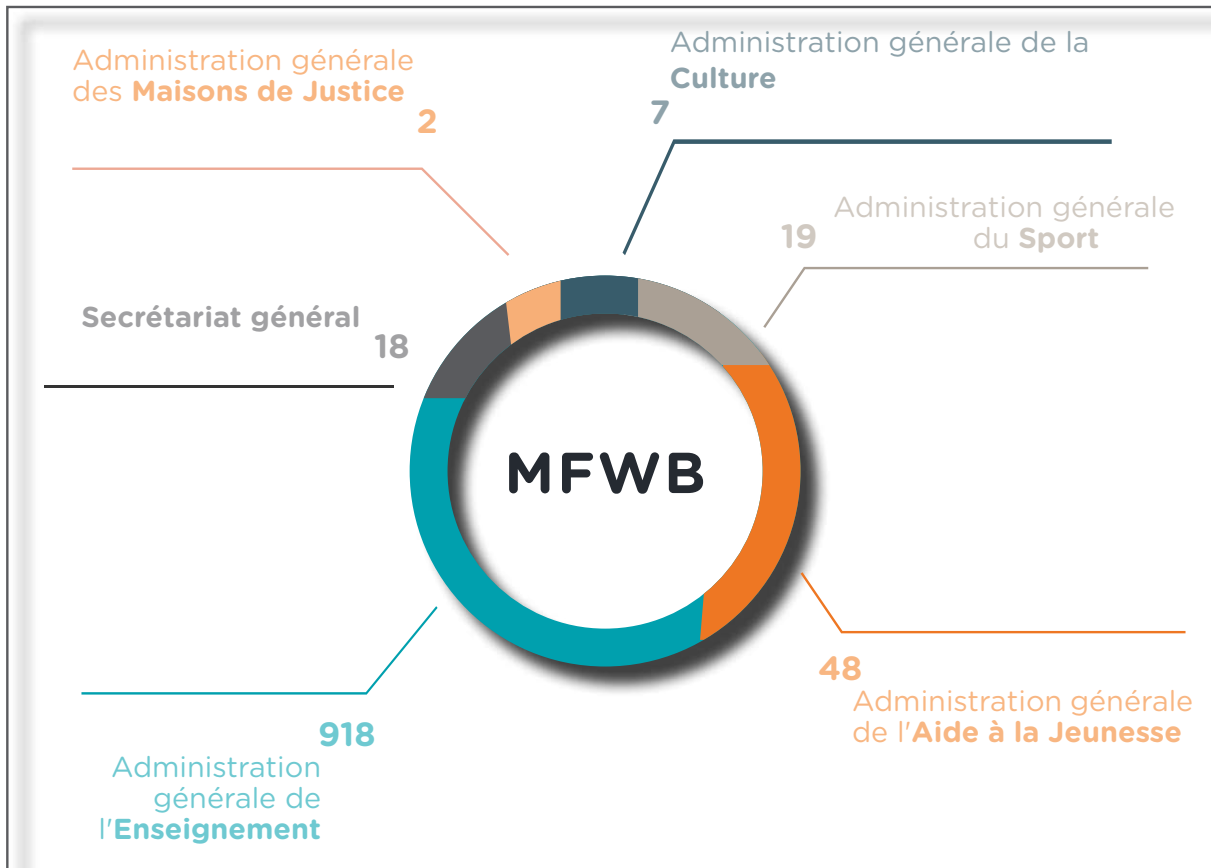 Administration générale
des Maisons de Justice
2
Administration générale de la
Culture
7
Administration générale
du Sport
19
Secrétariat général
18
MFWB
48
Administration générale
de l'Aide à la Jeunesse
918
Administration
générale de
l'Enseignement